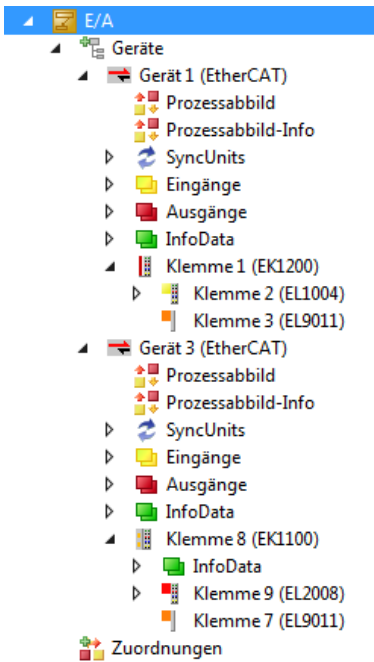 E/A
Geräte
Gerät 1 (EtherCAT)
Prozessabbild
Prozessabbild-Info
SyncUnits
Eingänge
Ausgänge
InfoData
Klemme 1 (EK1200)
Klemme 2 (EL1004)
Klemme 3 (EL9011)
Gerät 3 (EtherCAT)
Prozessabbild
Prozessabbild-Info
SyncUnits
Eingänge
Ausgänge
InfoData
Klemme 8 (EK1100)
InfoData
Klemme 9 (EL2008)
Klemme 7 (EL9011)
Zuordnungen